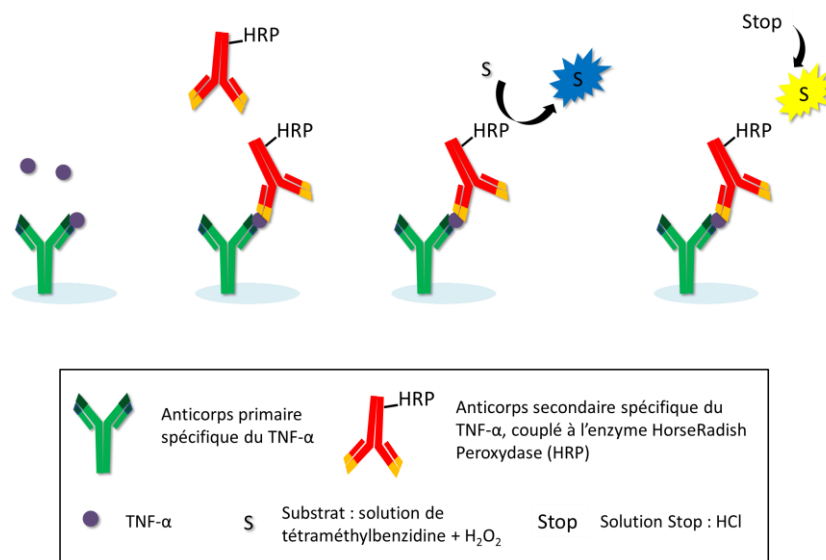 HRP
Stop
S
S
S
HRP
HRP
HRP
Anticorps primaire
spécifique du TNF-α
HRP
Anticorps secondaire spécifique du
TNF-α, couplé à l'enzyme HorseRadish
Peroxydase (HRP)
TNF-α
S
Substrat : solution de
tétraméthylbenzidine + H₂O₂
Stop
Solution Stop : HCl